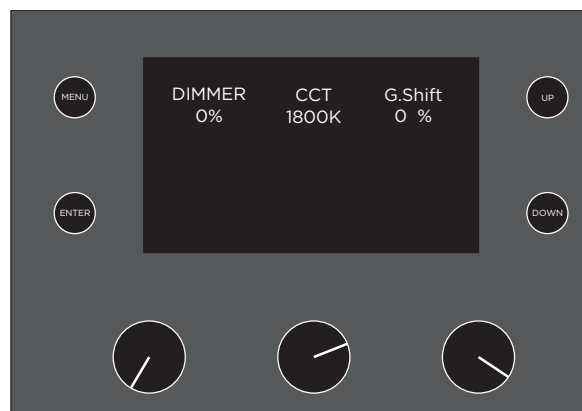 MENU
DIMMER CCT G.Shift
0% 1800K 0 %
UP
ENTER
DOWN